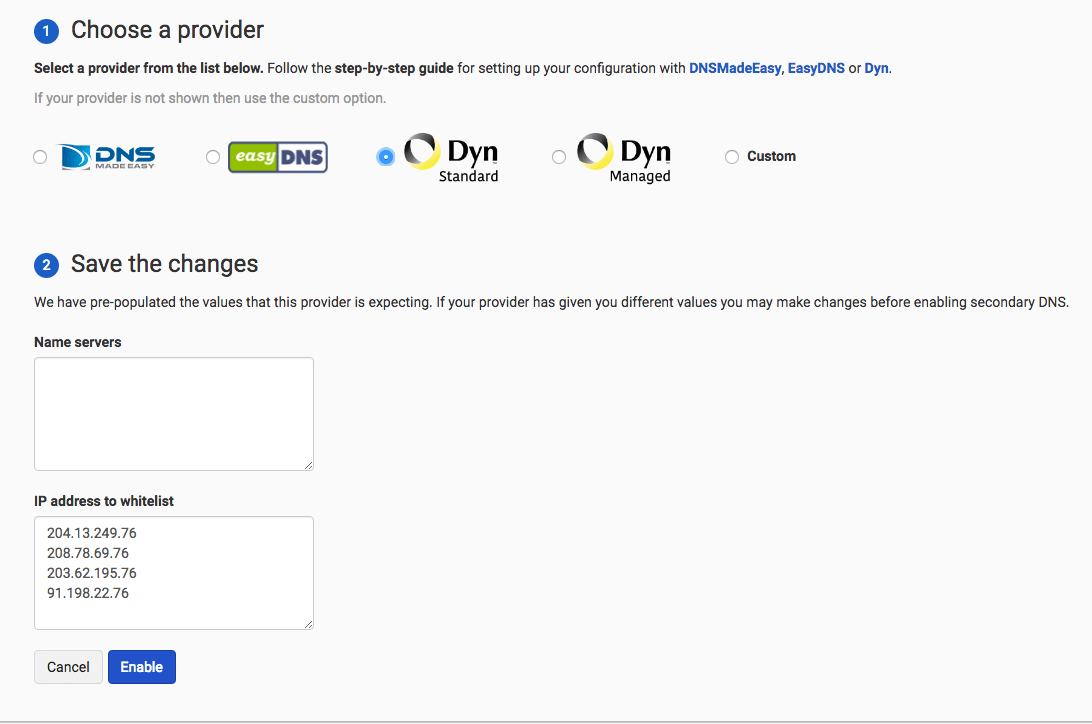 1 Choose a provider
Select a provider from the list below. Follow the step-by-step guide for setting up your configuration with DNSMadeEasy, EasyDNS or Dyn.
If your provider is not shown then use the custom option.
DNS MADE EASY
easyDNS
Dyn Standard
Dyn Managed
Custom
2 Save the changes
We have pre-populated the values that this provider is expecting. If your provider has given you different values you may make changes before enabling secondary DNS.
Name servers
IP address to whitelist
204.13.249.76
208.78.69.76
203.62.195.76
91.198.22.76
Cancel Enable